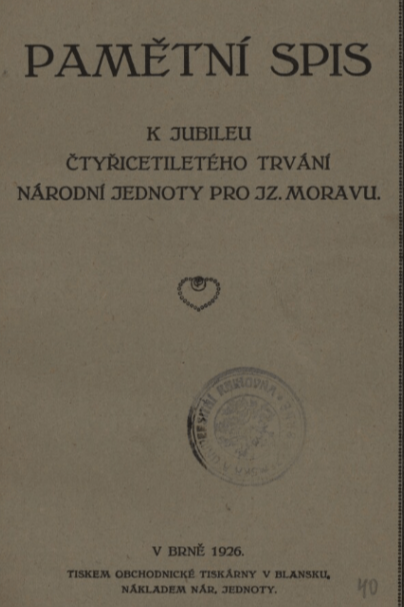 PAMĚTNÍ SPIS
K JUBILEU
ČTYŘICETILETÉHO TRVÁNÍ
NÁRODNÍ JEDNOTY PRO JZ. MORAVU.
V BRNĚ 1926.
TISKEM OBCHODNICKÉ TISKÁRNY V BLANSKU,
NÁKLADEM NÁR. JEDNOTY.
40